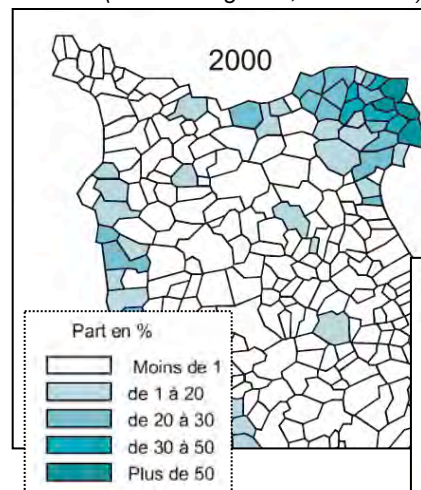 2000
Part en %
Moins de 1
de 1 à 20
de 20 à 30
de 30 à 50
Plus de 50